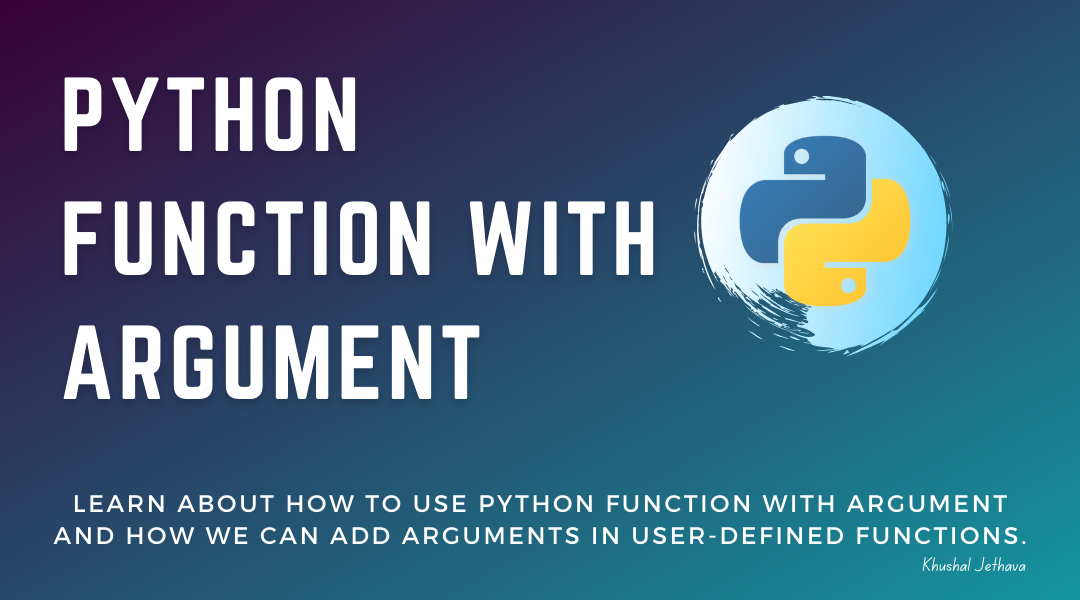 PYTHON
FUNCTION WITH
ARGUMENT
LEARN ABOUT HOW TO USE PYTHON FUNCTION WITH ARGUMENT
AND HOW WE CAN ADD ARGUMENTS IN USER-DEFINED FUNCTIONS.
Khushal Jethava